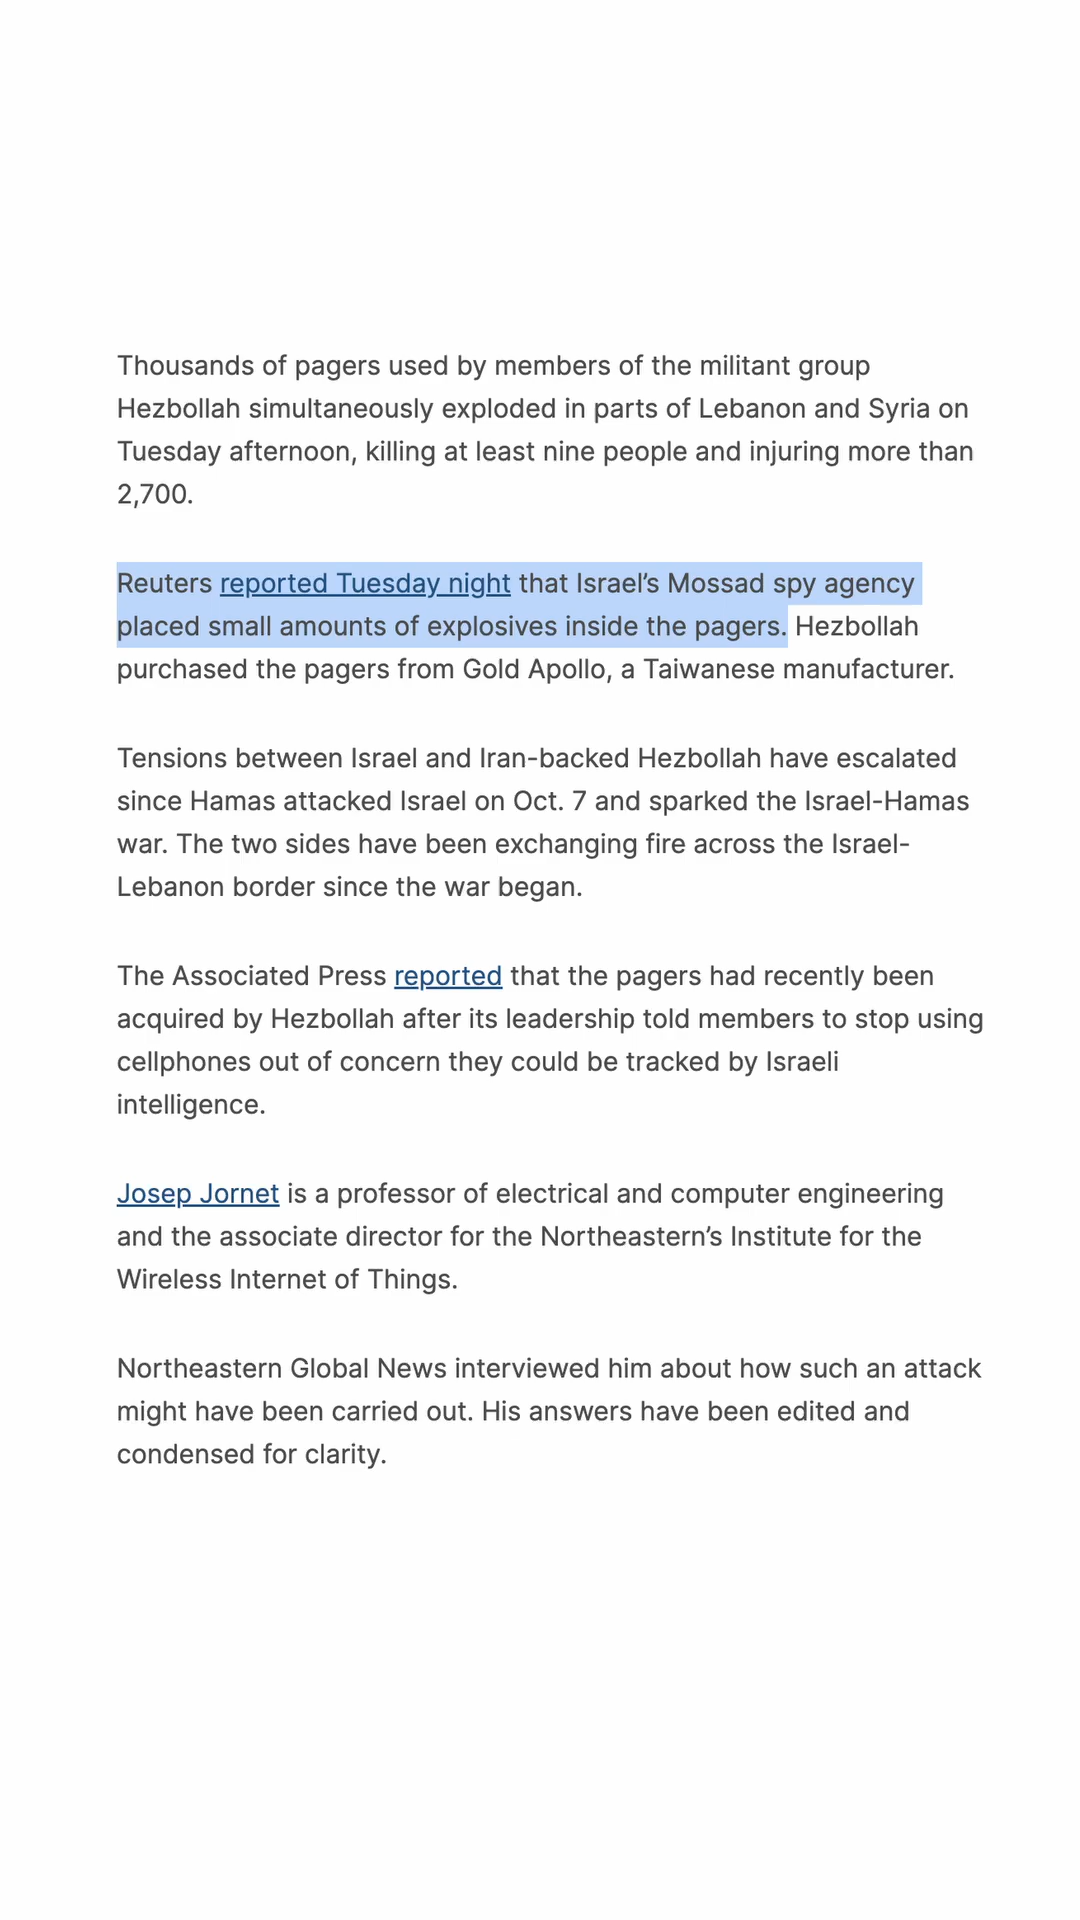 Thousands of pagers used by members of the militant group
Hezbollah simultaneously exploded in parts of Lebanon and Syria on
Tuesday afternoon, killing at least nine people and injuring more than
2,700.
Reuters reported Tuesday night that Israel’s Mossad spy agency
placed small amounts of explosives inside the pagers. Hezbollah
purchased the pagers from Gold Apollo, a Taiwanese manufacturer.
Tensions between Israel and Iran-backed Hezbollah have escalated
since Hamas attacked Israel on Oct. 7 and sparked the Israel-Hamas
war. The two sides have been exchanging fire across the Israel-
Lebanon border since the war began.
The Associated Press reported that the pagers had recently been
acquired by Hezbollah after its leadership told members to stop using
cellphones out of concern they could be tracked by Israeli
intelligence.
Josep Jornet is a professor of electrical and computer engineering
and the associate director for the Northeastern’s Institute for the
Wireless Internet of Things.
Northeastern Global News interviewed him about how such an attack
might have been carried out. His answers have been edited and
condensed for clarity.